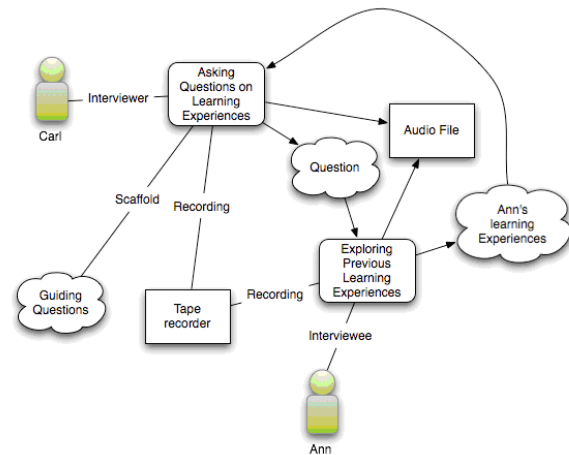 Asking
Questions on
Learning
Experiences
Interviewer
Carl
Audio File
Question
Scaffold
Recording
Ann's
learning
Experiences
Exploring
Previous
Learning
Experiences
Guiding
Questions
Tape
recorder
Recording
Interviewee
Ann